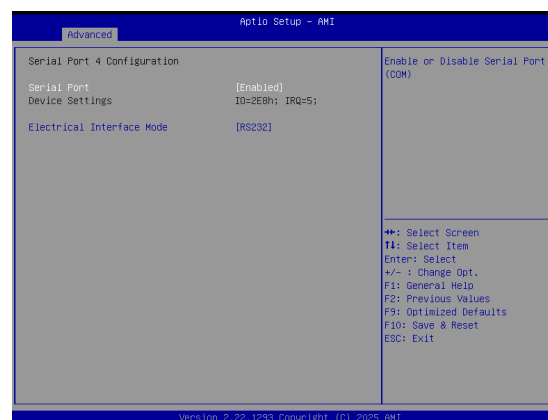 Aptio Setup - AMI
Advanced
Serial Port 4 Configuration
Serial Port [Enabled]
Device Settings IO=2E8h; IRQ=5;
Electrical Interface Mode [RS232]
Enable or Disable Serial Port
(COM)
→←: Select Screen
↑↓: Select Item
Enter: Select
+/- : Change Opt.
F1: General Help
F2: Previous Values
F9: Optimized Defaults
F10: Save & Reset
ESC: Exit
Version 2.22.1293 Copyright (C) 2025 AMI